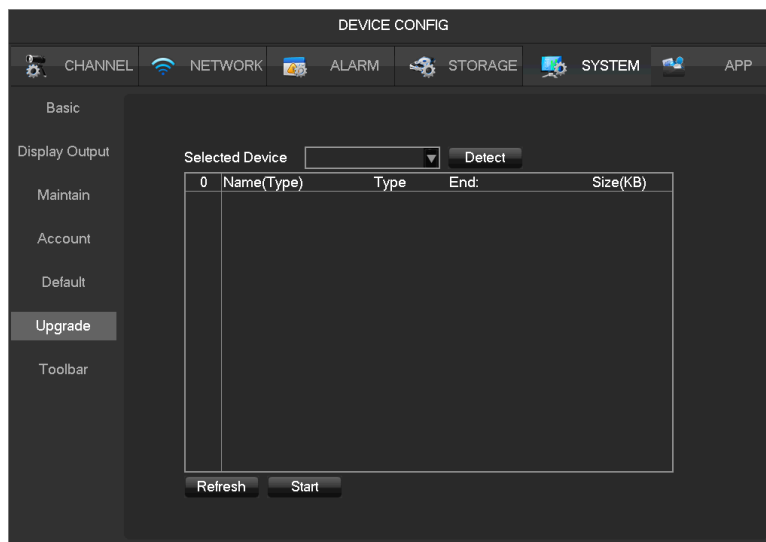 DEVICE CONFIG
CHANNEL NETWORK ALARM STORAGE SYSTEM APP
Basic
Display Output
Maintain
Account
Default
Upgrade
Toolbar
Selected Device Detect
0 Name(Type) Type End: Size(KB)
Refresh Start